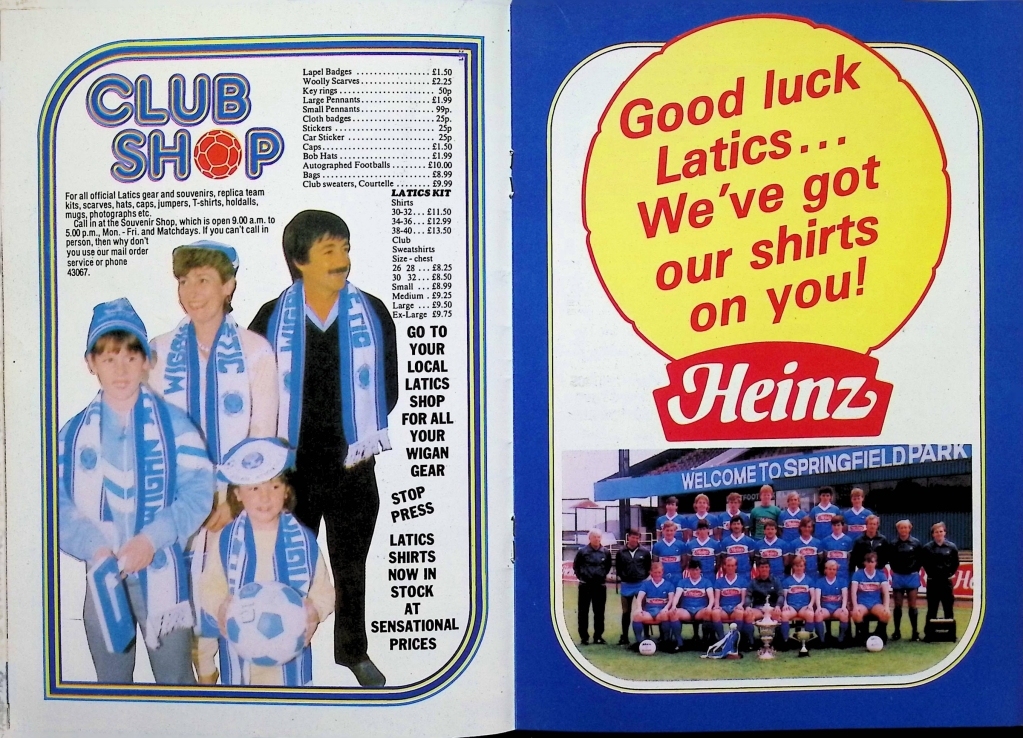 CLUB
SHOP
For all official Latics gear and souvenirs, replica team
kits, scarves, hats, caps, jumpers, T-shirts, holdalls,
mugs, photographs etc.
Call in at the Souvenir Shop, which is open 9.00 a.m. to
5.00 p.m., Mon. - Fri. and Matchdays. If you can't call in
person, then why don't
you use our mail order
service or phone
43067.
Lapel Badges .................. £1.50
Woolly Scarves................. £2.25
Key rings ...................... 50p
Large Pennants................. £1.99
Small Pennants ................. 99p.
Cloth badges ................... 25p.
Stickers ....................... 25p
Car Sticker .................... 25p
Caps........................... £1.50
Bob Hats ...................... £1.99
Autographed Footballs ........ £10.00
Bags .......................... £8.99
Club sweaters, Courtelle ........ £9.99
LATICS KIT
Shirts
30-32... £11.50
34-36... £12.99
38-40... £13.50
Club
Sweatshirts
Size - chest
26 28 ... £8.25
30 32... £8.50
Small ... £8.99
Medium . £9.25
Large ... £9.50
Ex-Large £9.75
GO TO
YOUR
LOCAL
LATICS
SHOP
FOR ALL
YOUR
WIGAN
GEAR
STOP
PRESS
LATICS
SHIRTS
NOW IN
STOCK
AT
SENSATIONAL
PRICES
Good luck
Latics...
We've got
our shirts
on you!
Heinz
WELCOME TO SPRINGFIELD PARK